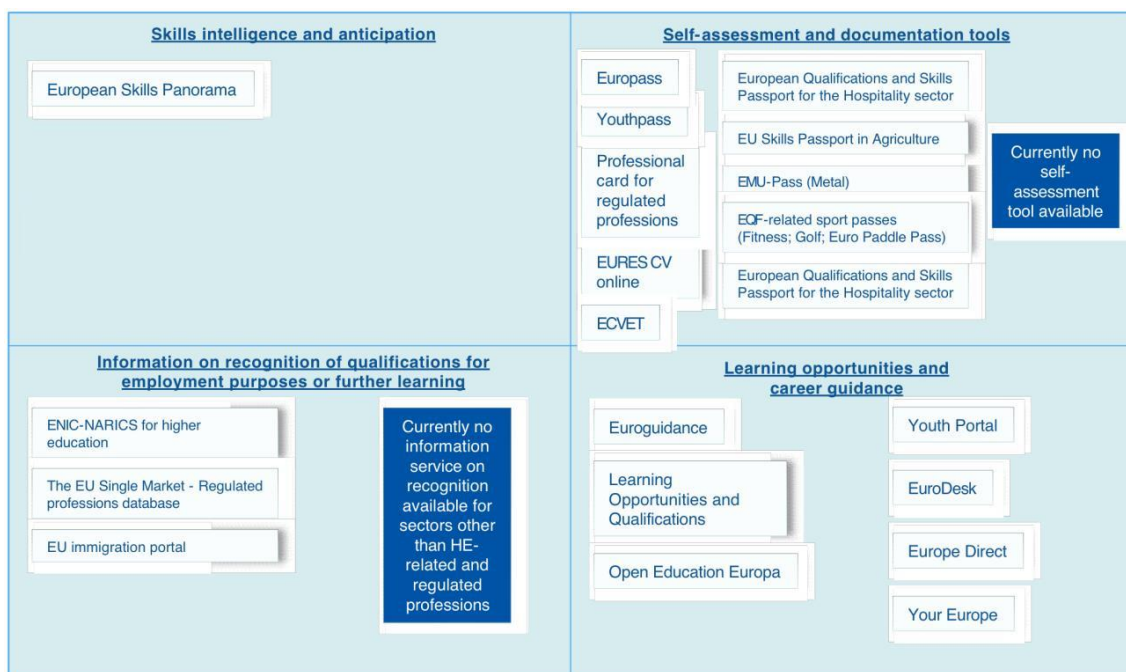 Skills intelligence and anticipation
European Skills Panorama
Self-assessment and documentation tools
Europass
Youthpass
Professional
card for
regulated
professions
EURES CV
online
ECVET
European Qualifications and Skills
Passport for the Hospitality sector
EU Skills Passport in Agriculture
EMU-Pass (Metal)
EQF-related sport passes
(Fitness; Golf; Euro Paddle Pass)
European Qualifications and Skills
Passport for the Hospitality sector
Currently no
self-
assessment
tool available
Information on recognition of qualifications for
employment purposes or further learning
ENIC-NARICS for higher
education
The EU Single Market - Regulated
professions database
EU immigration portal
Currently no
information
service on
recognition
available for
sectors other
than HE-
related and
regulated
professions
Learning opportunities and
career guidance
Euroguidance
Learning
Opportunities and
Qualifications
Open Education Europa
Youth Portal
EuroDesk
Europe Direct
Your Europe